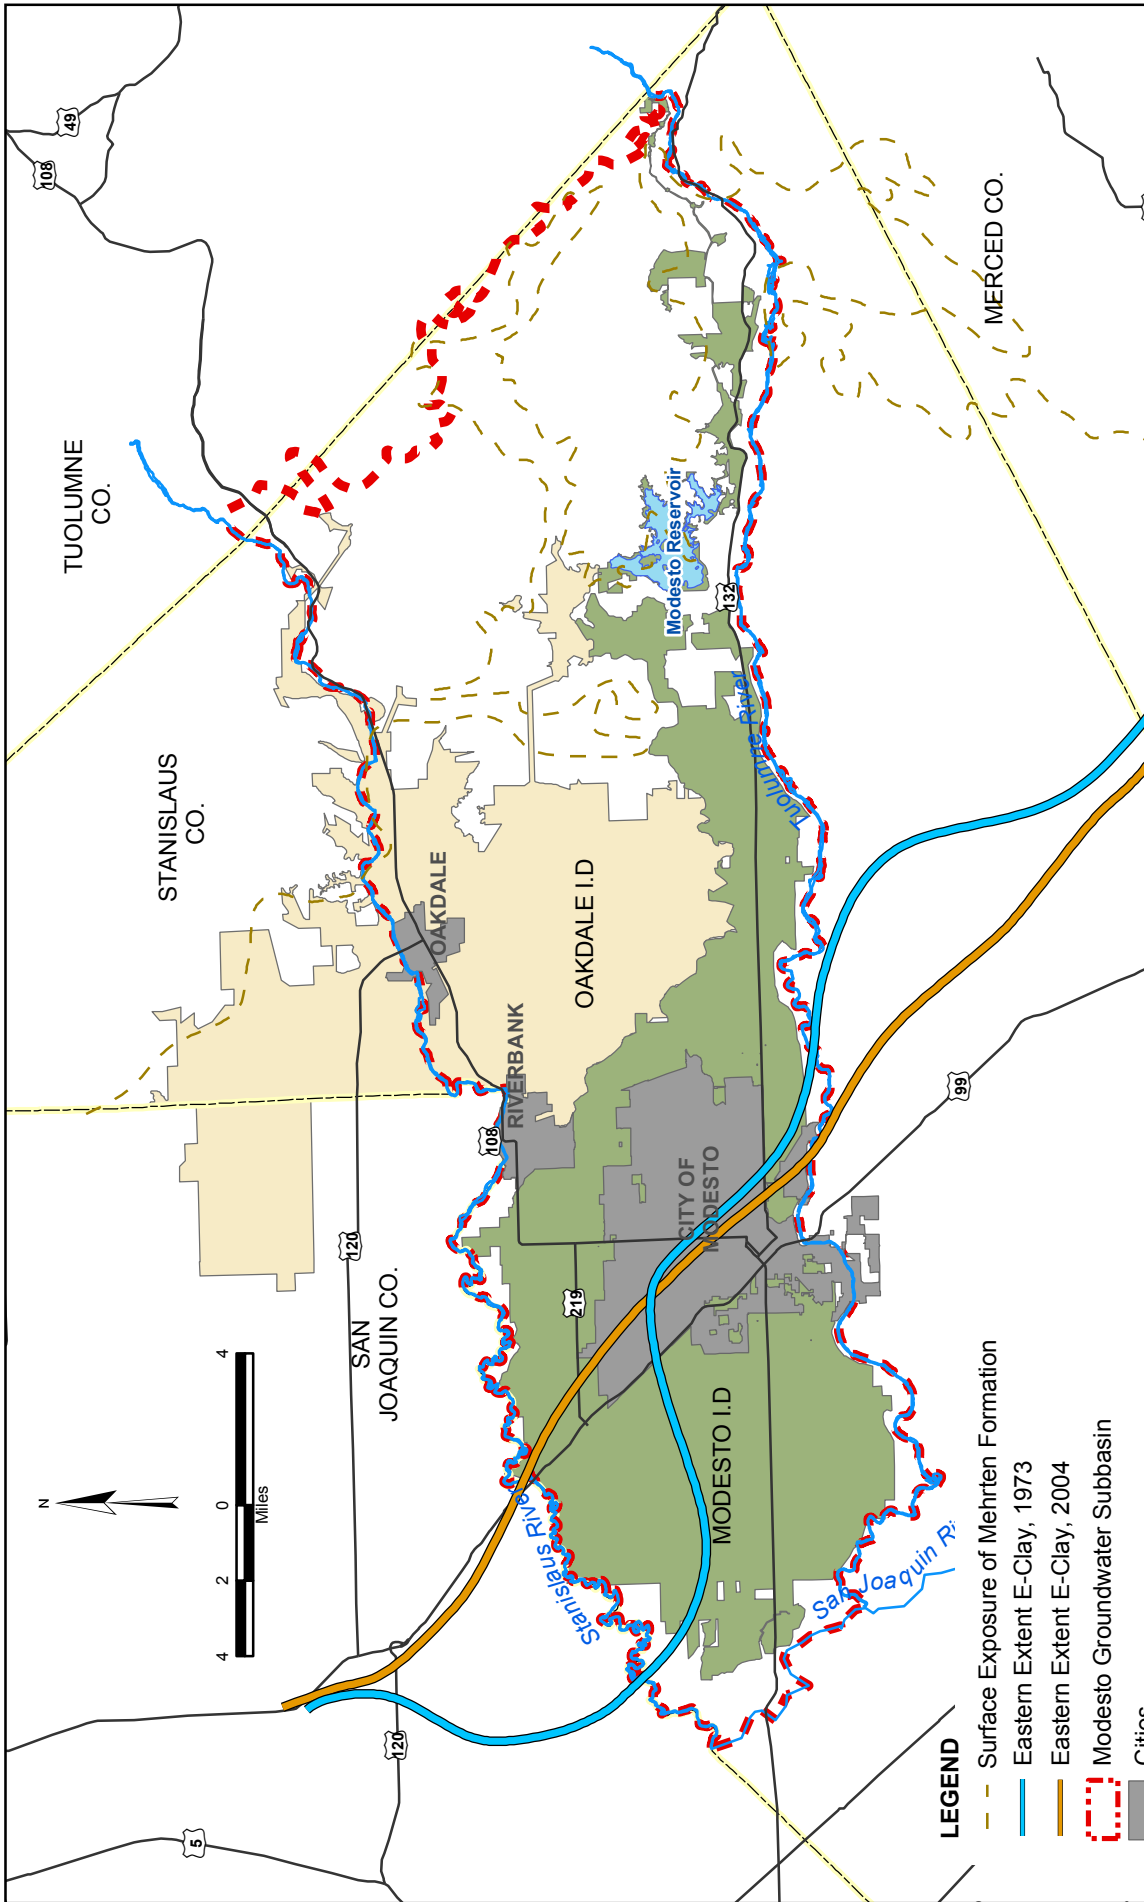 TUOLUMNE
CO.
STANISLAUS
CO.
SAN
JOAQUIN CO.
MERCED CO.
49
108
120
120
5
108
219
132
99
OAKDALE
RIVERBANK
OAKDALE I.D
CITY OF
MODESTO
MODESTO I.D
Modesto Reservoir
Tuolumne River
Stanislaus River
San Joaquin Ri
N
4 2 0 4
Miles
LEGEND
Surface Exposure of Mehrten Formation
Eastern Extent E-Clay, 1973
Eastern Extent E-Clay, 2004
Modesto Groundwater Subbasin
Cities